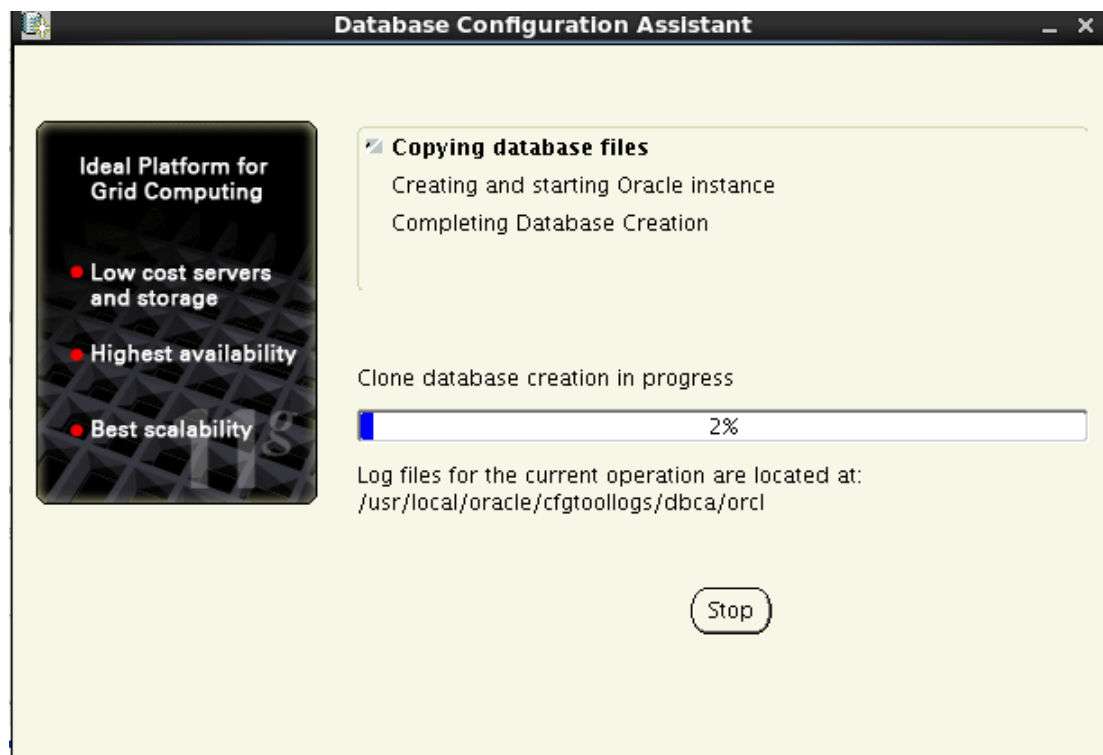 Database Configuration Assistant
Ideal Platform for
Grid Computing
Low cost servers
and storage
Highest availability
Best scalability
11g
Copying database files
Creating and starting Oracle instance
Completing Database Creation
Clone database creation in progress
2%
Log files for the current operation are located at:
/usr/local/oracle/cfgtoollogs/dbca/orcl
Stop